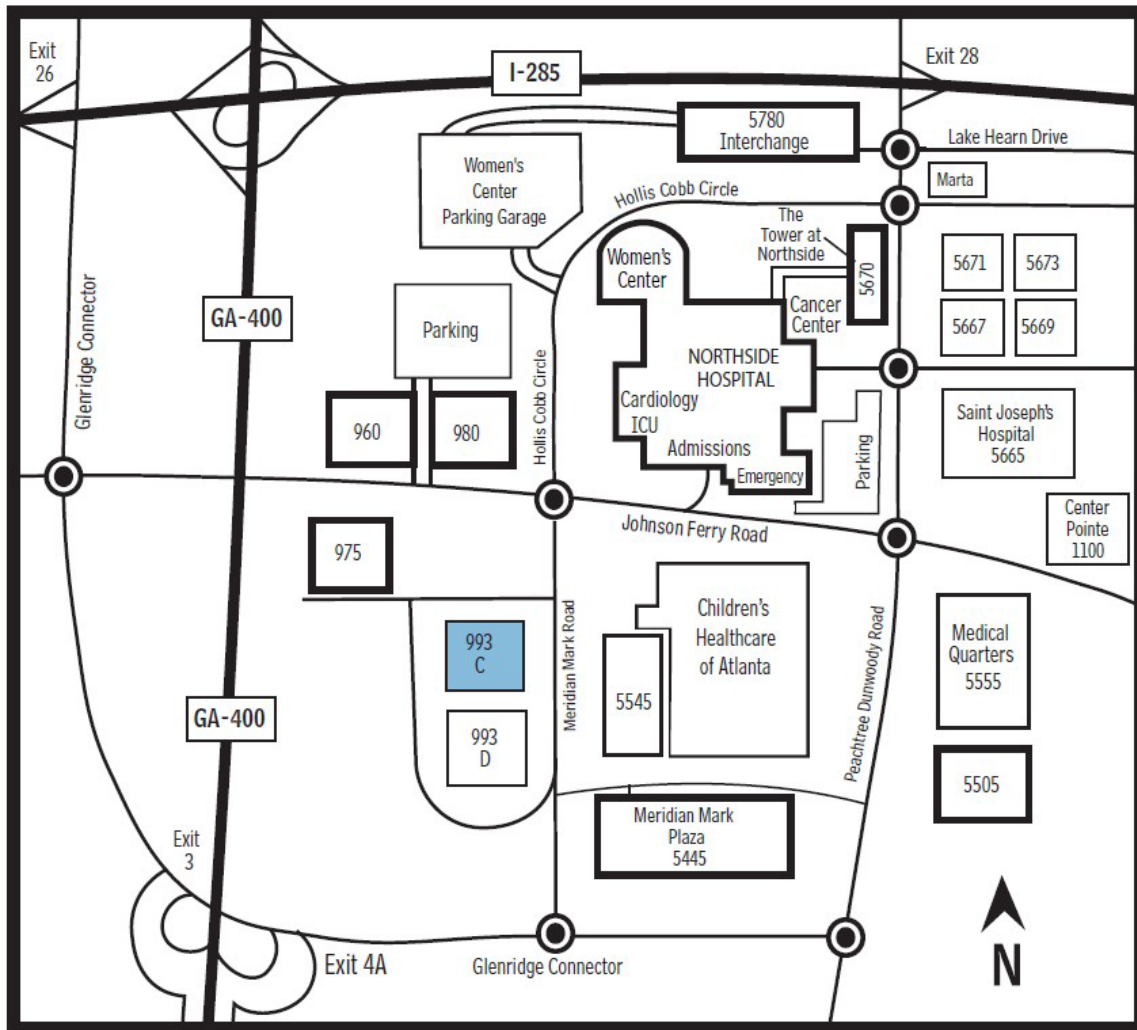 Exit
26
I-285
Exit 28
5780
Interchange
Lake Hearn Drive
Women's
Center
Parking Garage
Marta
Hollis Cobb Circle
The
Tower at
Northside
Women's
Center
5670
5671
5673
Cancer
Center
5667
5669
GA-400
Glenridge Connector
Parking
NORTHSIDE
HOSPITAL
Hollis Cobb Circle
Cardiology
ICU
Saint Joseph's
Hospital
5665
960
980
Admissions
Emergency
Parking
Johnson Ferry Road
Center
Pointe
1100
975
Children's
Healthcare
of Atlanta
993
C
Meridian Mark Road
5545
Medical
Quarters
5555
Peachtree Dunwoody Road
GA-400
993
D
5505
Meridian Mark
Plaza
5445
Exit
3
Exit 4A
Glenridge Connector
N